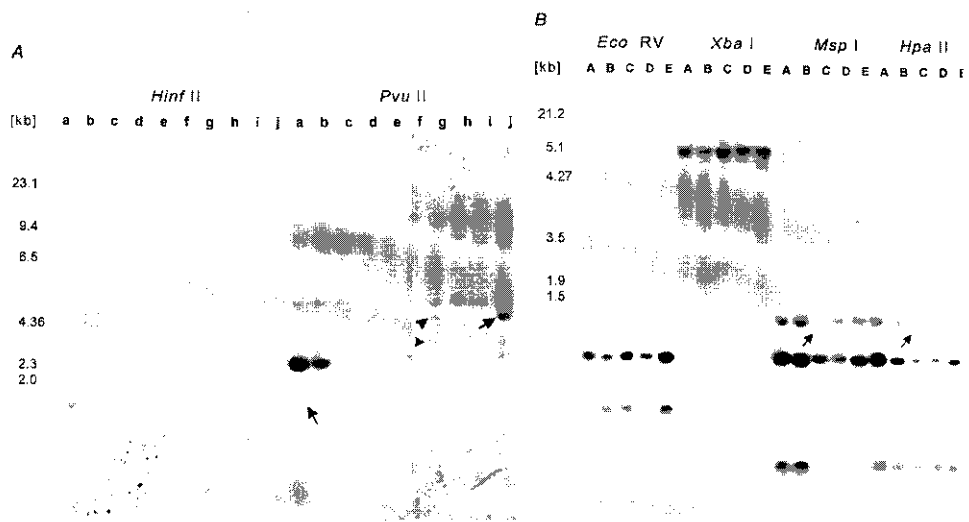 A
Hinf II Pvu II
[kb] a b c d e f g h i j a b c d e f g h i j
23.1
9.4
6.5
4.36
2.3
2.0
B
Eco RV Xba I Msp I Hpa II
[kb] A B C D E A B C D E A B C D E A B C D E
21.2
5.1
4.27
3.5
1.9
1.5